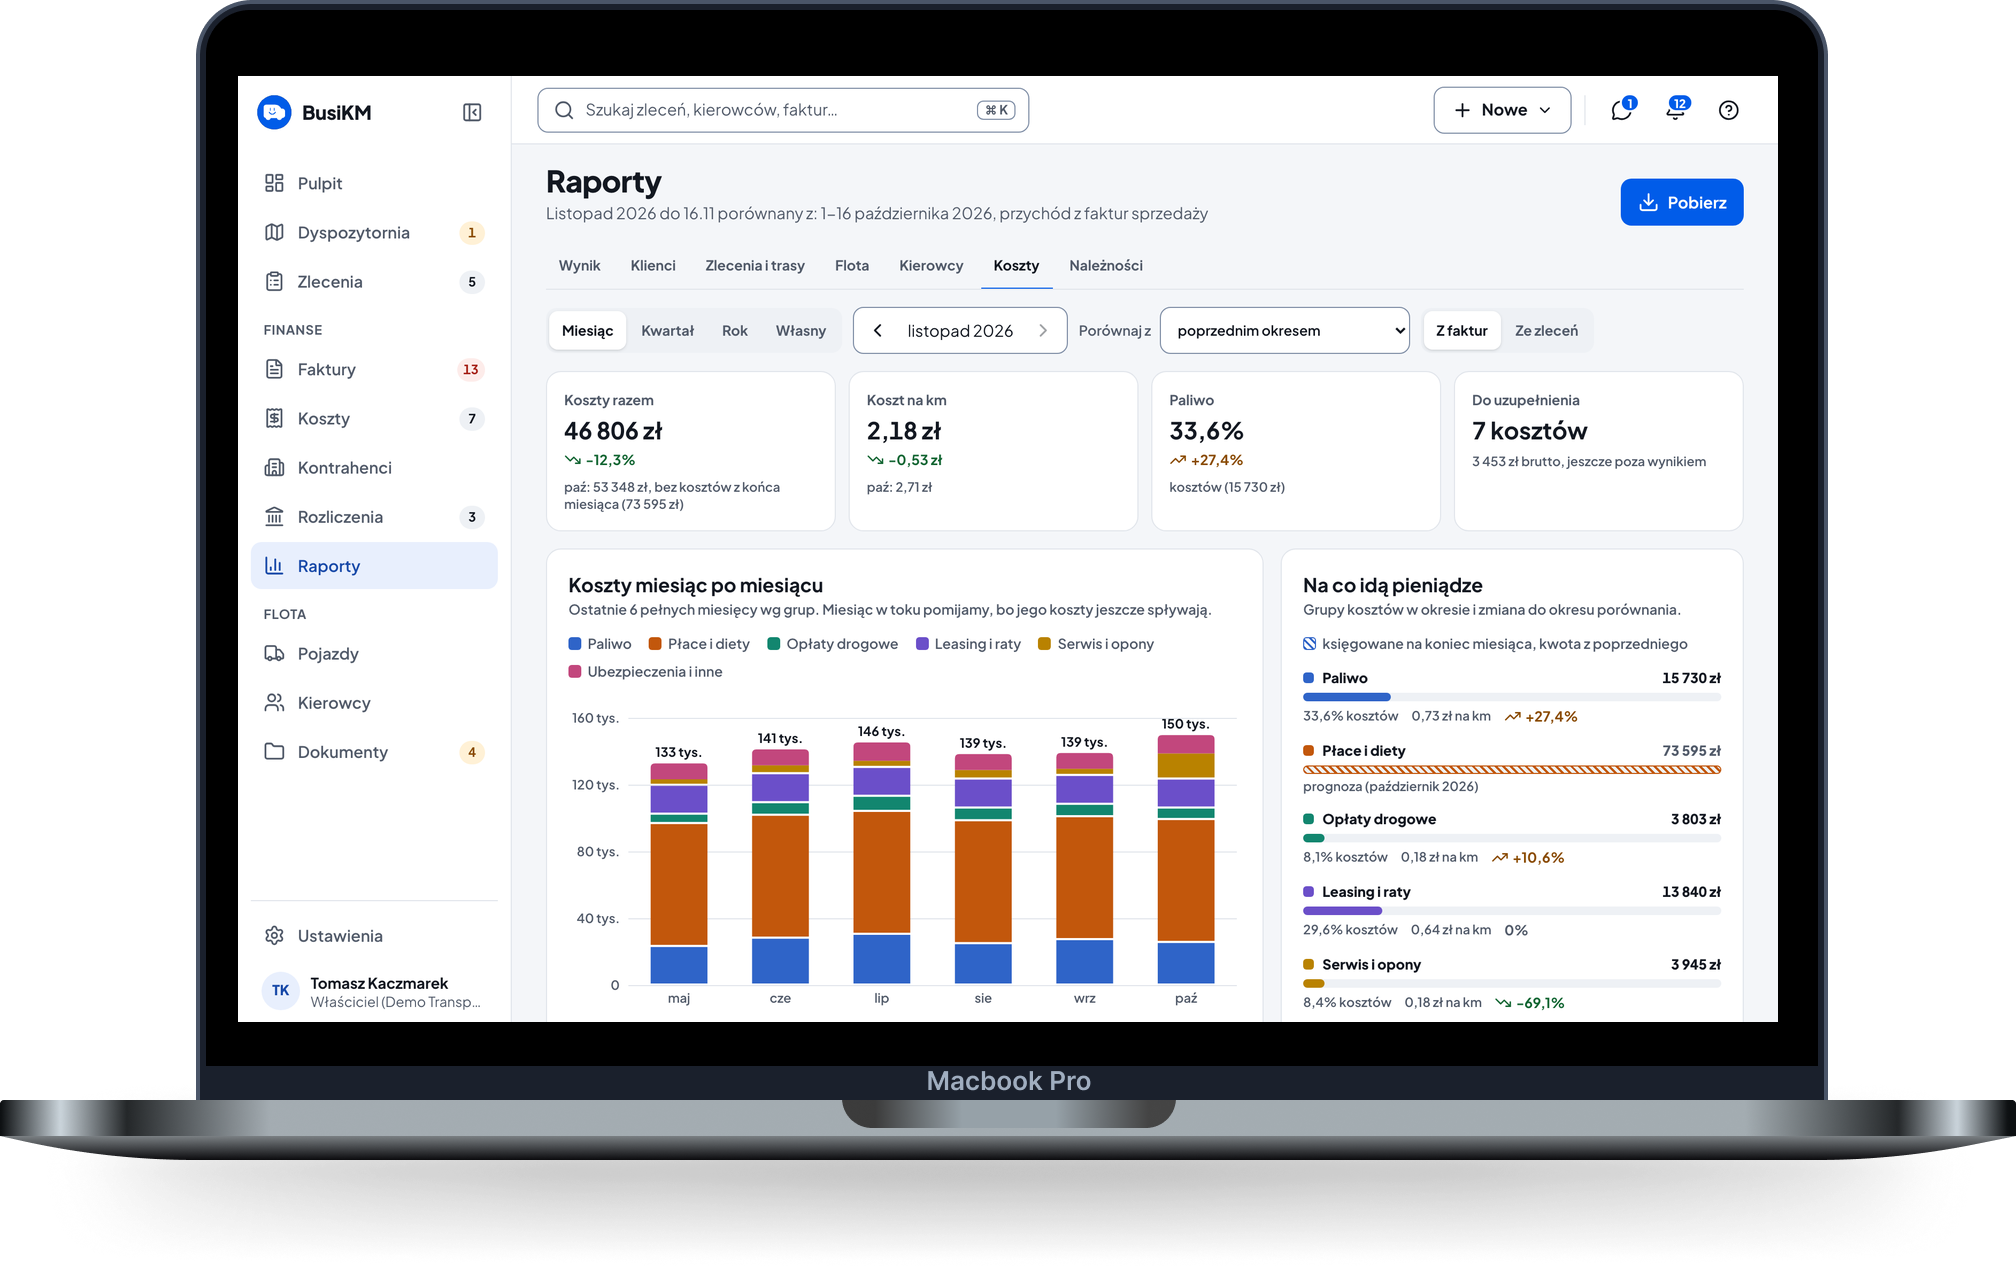 BusiKM
Szukaj zleceń, kierowców, faktur...
⌘ K
Nowe
1
12
Pulpit
Dyspozytornia 1
Zlecenia 5
FINANSE
Faktury 13
Koszty 7
Kontrahenci
Rozliczenia 3
Raporty
FLOTA
Pojazdy
Kierowcy
Dokumenty 4
Ustawienia
TK
Tomasz Kaczmarek
Właściciel (Demo Transp...
Raporty
Listopad 2026 do 16.11 porównany z: 1–16 października 2026, przychód z faktur sprzedaży
Pobierz
Wynik Klienci Zlecenia i trasy Flota Kierowcy Koszty Należności
Miesiąc Kwartał Rok Własny listopad 2026 Porównaj z poprzednim okresem Z faktur Ze zleceń
Koszty razem
46 806 zł
-12,3%
paź: 53 348 zł, bez kosztów z końca
miesiąca (73 595 zł)
Koszt na km
2,18 zł
-0,53 zł
paź: 2,71 zł
Paliwo
33,6%
+27,4%
kosztów (15 730 zł)
Do uzupełnienia
7 kosztów
3 453 zł brutto, jeszcze poza wynikiem
Koszty miesiąc po miesiącu
Ostatnie 6 pełnych miesięcy wg grup. Miesiąc w toku pomijamy, bo jego koszty jeszcze spływają.
Paliwo Płace i diety Opłaty drogowe Leasing i raty Serwis i opony
Ubezpieczenia i inne
160 tys.
120 tys.
80 tys.
40 tys.
0
133 tys. 141 tys. 146 tys. 139 tys. 139 tys. 150 tys.
maj cze lip sie wrz paź
Na co idą pieniądze
Grupy kosztów w okresie i zmiana do okresu porównania.
księgowane na koniec miesiąca, kwota z poprzedniego
Paliwo 15 730 zł
33,6% kosztów 0,73 zł na km +27,4%
Płace i diety 73 595 zł
prognoza (październik 2026)
Opłaty drogowe 3 803 zł
8,1% kosztów 0,18 zł na km +10,6%
Leasing i raty 13 840 zł
29,6% kosztów 0,64 zł na km 0%
Serwis i opony 3 945 zł
8,4% kosztów 0,18 zł na km -69,1%
Macbook Pro